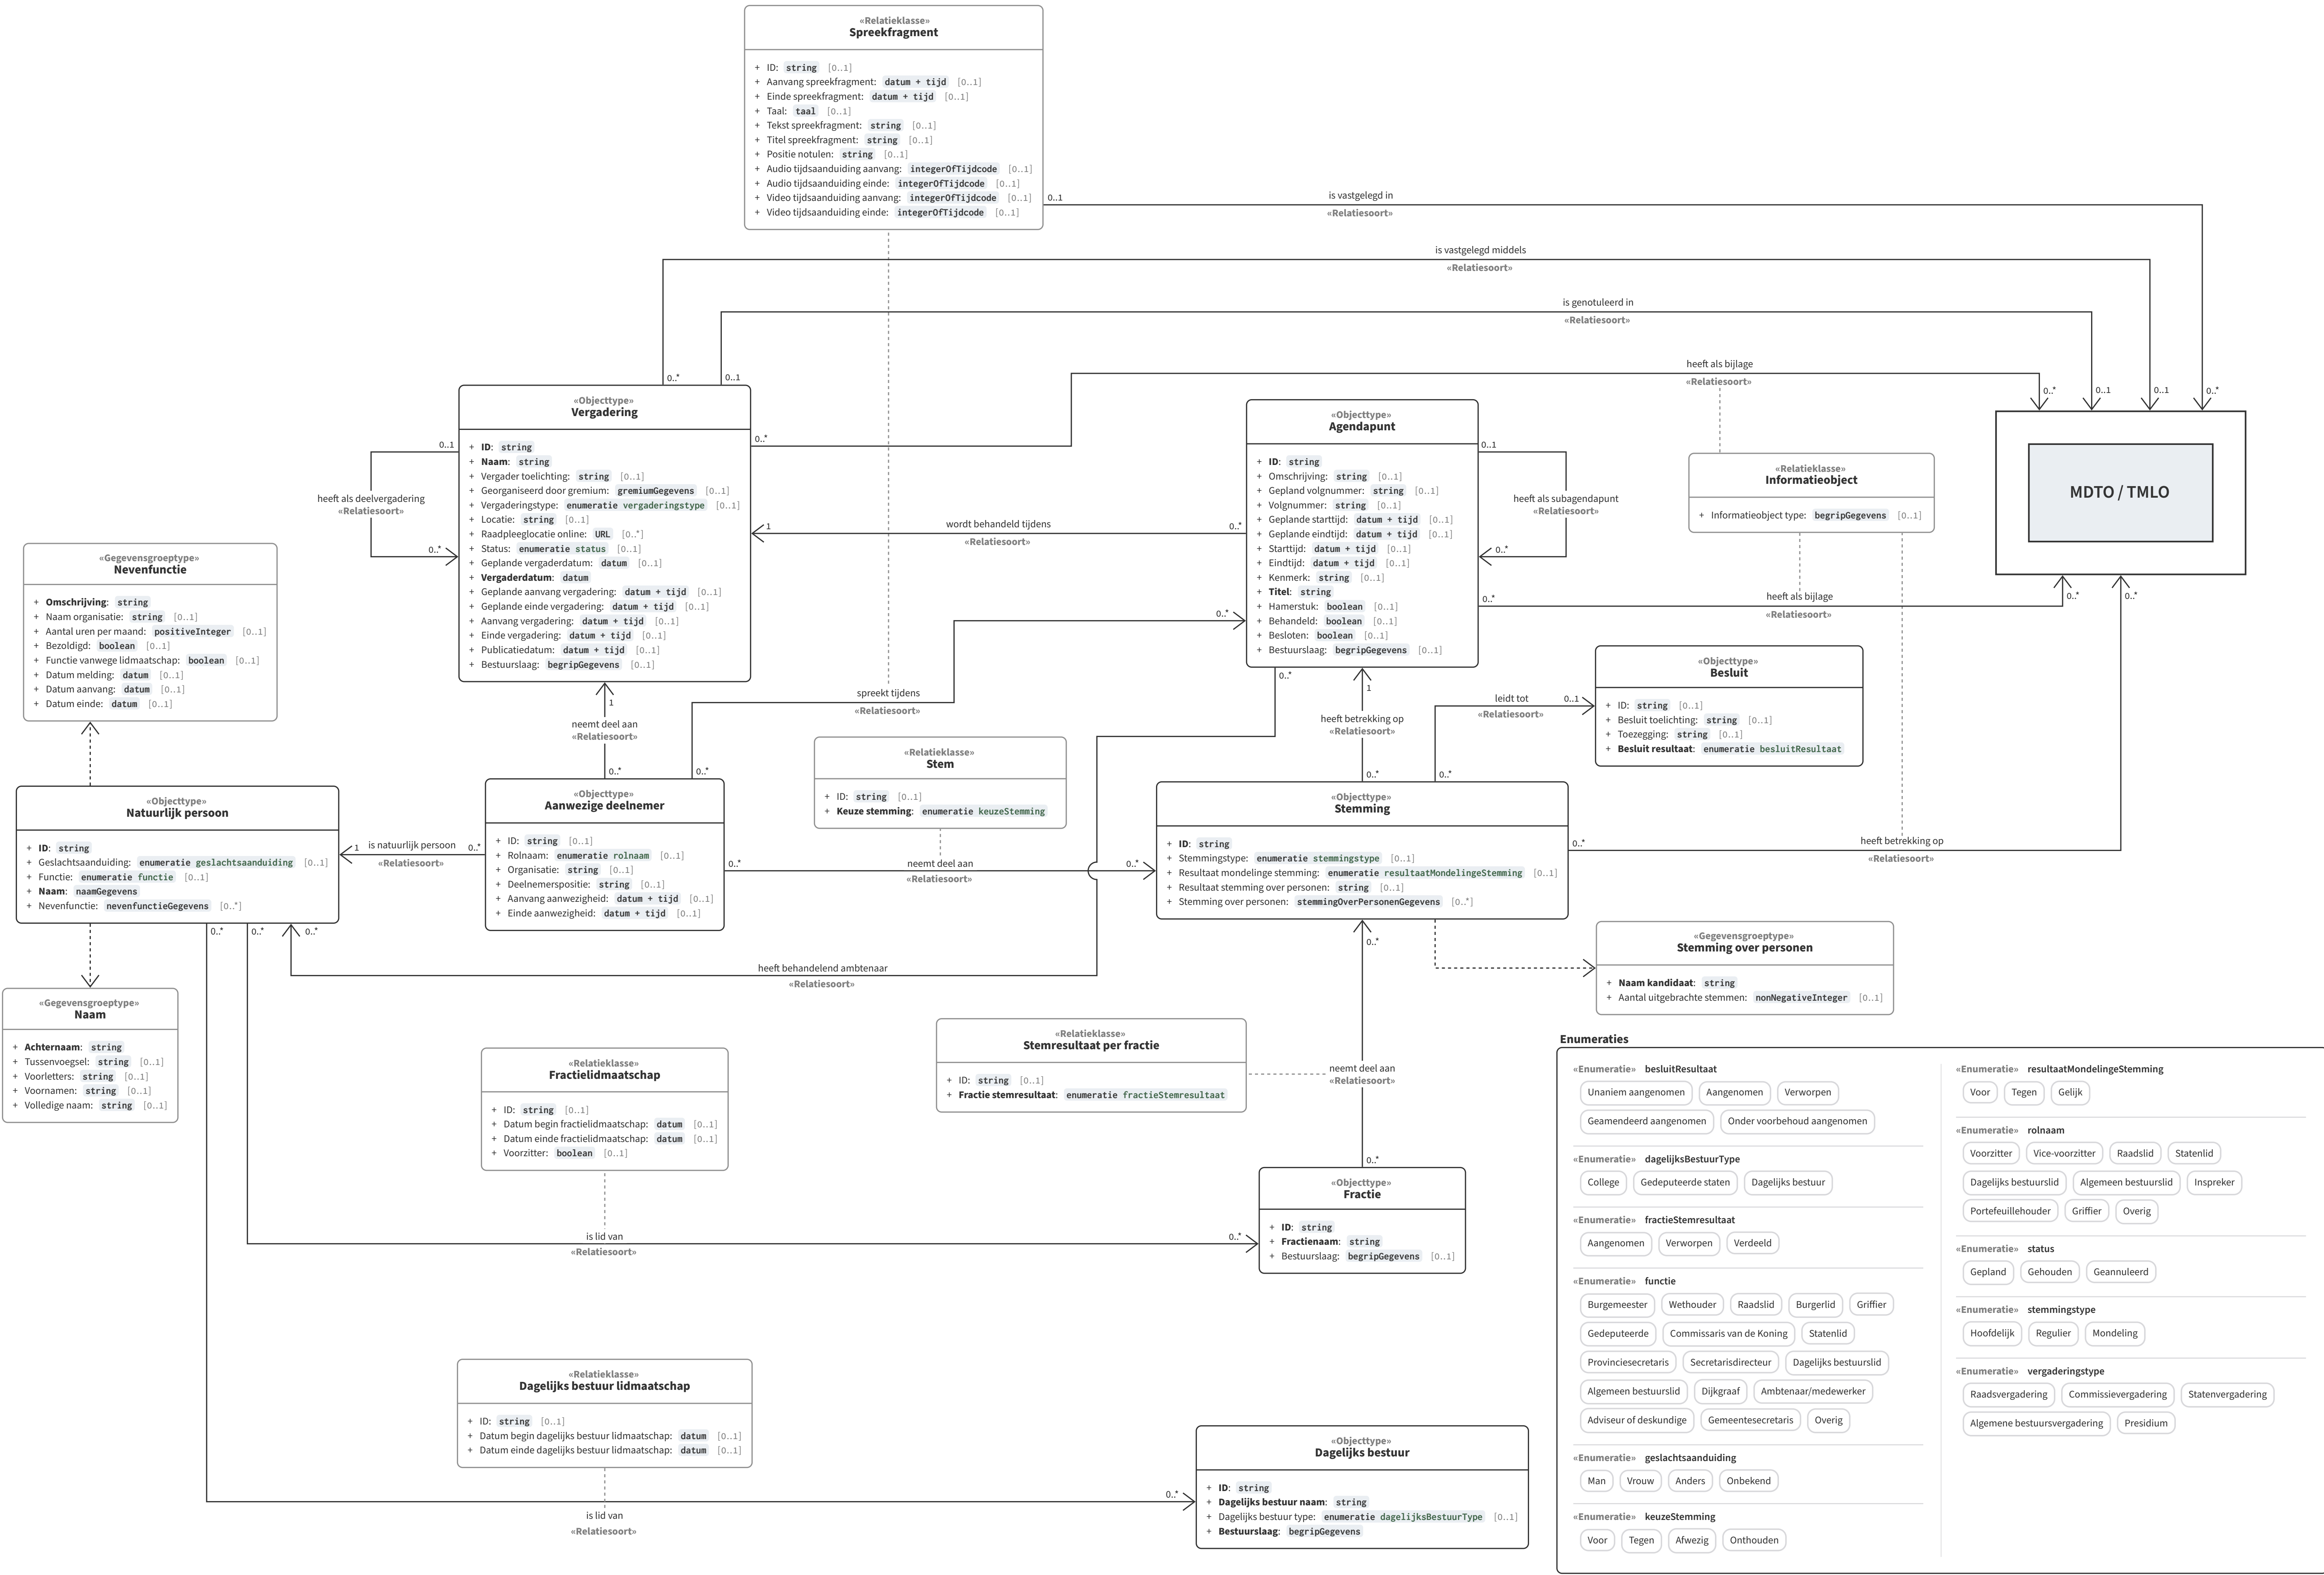 «Relatieklasse»
Spreekfragment
+ ID: string [0..1]
+ Aanvang spreekfragment: datum + tijd [0..1]
+ Einde spreekfragment: datum + tijd [0..1]
+ Taal: taal [0..1]
+ Tekst spreekfragment: string [0..1]
+ Titel spreekfragment: string [0..1]
+ Positie notulen: string [0..1]
+ Audio tijdsaanduiding aanvang: integerOfTijdcode [0..1]
+ Audio tijdsaanduiding einde: integerOfTijdcode [0..1]
+ Video tijdsaanduiding aanvang: integerOfTijdcode [0..1]
+ Video tijdsaanduiding einde: integerOfTijdcode [0..1]
0..1
is vastgelegd in
«Relatiesoort»
is vastgelegd middels
«Relatiesoort»
is genotuleerd in
«Relatiesoort»
heeft als bijlage
«Relatiesoort»
0..*
0..1
0..*
0..1
0..1
0..*
«Objecttype»
Vergadering
+ ID: string
+ Naam: string
+ Vergader toelichting: string [0..1]
+ Georganiseerd door gremium: gremiumGegevens [0..1]
+ Vergaderingstype: enumeratie vergaderingstype [0..1]
+ Locatie: string [0..1]
+ Raadpleeglocatie online: URL [0..*]
+ Status: enumeratie status [0..1]
+ Geplande vergaderdatum: datum [0..1]
+ Vergaderdatum: datum
+ Geplande aanvang vergadering: datum + tijd [0..1]
+ Geplande einde vergadering: datum + tijd [0..1]
+ Aanvang vergadering: datum + tijd [0..1]
+ Einde vergadering: datum + tijd [0..1]
+ Publicatiedatum: datum + tijd [0..1]
+ Bestuurslaag: begripGegevens [0..1]
0..1
heeft als deelvergadering
«Relatiesoort»
0..*
0..*
1
wordt behandeld tijdens
«Relatiesoort»
0..*
«Objecttype»
Agendapunt
+ ID: string
+ Omschrijving: string [0..1]
+ Gepland volgnummer: string [0..1]
+ Volgnummer: string [0..1]
+ Geplande starttijd: datum + tijd [0..1]
+ Geplande eindtijd: datum + tijd [0..1]
+ Starttijd: datum + tijd [0..1]
+ Eindtijd: datum + tijd [0..1]
+ Kenmerk: string [0..1]
+ Titel: string
+ Hamerstuk: boolean [0..1]
+ Behandeld: boolean [0..1]
+ Besloten: boolean [0..1]
+ Bestuurslaag: begripGegevens [0..1]
0..1
heeft als subagendapunt
«Relatiesoort»
0..*
«Relatieklasse»
Informatieobject
+ Informatieobject type: begripGegevens [0..1]
MDTO / TMLO
0..*
heeft als bijlage
«Relatiesoort»
0..*
0..*
«Gegevensgroeptype»
Nevenfunctie
+ Omschrijving: string
+ Naam organisatie: string [0..1]
+ Aantal uren per maand: positiveInteger [0..1]
+ Bezoldigd: boolean [0..1]
+ Functie vanwege lidmaatschap: boolean [0..1]
+ Datum melding: datum [0..1]
+ Datum aanvang: datum [0..1]
+ Datum einde: datum [0..1]
1
neemt deel aan
«Relatiesoort»
0..*
0..*
spreekt tijdens
«Relatiesoort»
0..*
0..*
1
heeft betrekking op
«Relatiesoort»
0..*
leidt tot
«Relatiesoort»
0..1
0..*
«Objecttype»
Besluit
+ ID: string [0..1]
+ Besluit toelichting: string [0..1]
+ Toezegging: string [0..1]
+ Besluit resultaat: enumeratie besluitResultaat
«Objecttype»
Natuurlijk persoon
+ ID: string
+ Geslachtsaanduiding: enumeratie geslachtsaanduiding [0..1]
+ Functie: enumeratie functie [0..1]
+ Naam: naamGegevens
+ Nevenfunctie: nevenfunctieGegevens [0..*]
1
is natuurlijk persoon
0..*
«Relatiesoort»
«Objecttype»
Aanwezige deelnemer
+ ID: string [0..1]
+ Rolnaam: enumeratie rolnaam [0..1]
+ Organisatie: string [0..1]
+ Deelnemerspositie: string [0..1]
+ Aanvang aanwezigheid: datum + tijd [0..1]
+ Einde aanwezigheid: datum + tijd [0..1]
«Relatieklasse»
Stem
+ ID: string [0..1]
+ Keuze stemming: enumeratie keuzeStemming
0..*
neemt deel aan
«Relatiesoort»
0..*
«Objecttype»
Stemming
+ ID: string
+ Stemmingstype: enumeratie stemmingstype [0..1]
+ Resultaat mondelinge stemming: enumeratie resultaatMondelingeStemming [0..1]
+ Resultaat stemming over personen: string [0..1]
+ Stemming over personen: stemmingOverPersonenGegevens [0..*]
0..*
heeft betrekking op
«Relatiesoort»
«Gegevensgroeptype»
Stemming over personen
+ Naam kandidaat: string
+ Aantal uitgebrachte stemmen: nonNegativeInteger [0..1]
0..*
0..*
0..*
heeft behandelend ambtenaar
«Relatiesoort»
0..*
«Gegevensgroeptype»
Naam
+ Achternaam: string
+ Tussenvoegsel: string [0..1]
+ Voorletters: string [0..1]
+ Voornamen: string [0..1]
+ Volledige naam: string [0..1]
«Relatieklasse»
Fractielidmaatschap
+ ID: string [0..1]
+ Datum begin fractielidmaatschap: datum [0..1]
+ Datum einde fractielidmaatschap: datum [0..1]
+ Voorzitter: boolean [0..1]
«Relatieklasse»
Stemresultaat per fractie
+ ID: string [0..1]
+ Fractie stemresultaat: enumeratie fractieStemresultaat
neemt deel aan
«Relatiesoort»
0..*
«Objecttype»
Fractie
+ ID: string
+ Fractienaam: string
+ Bestuurslaag: begripGegevens [0..1]
is lid van
«Relatiesoort»
0..*
«Relatieklasse»
Dagelijks bestuur lidmaatschap
+ ID: string [0..1]
+ Datum begin dagelijks bestuur lidmaatschap: datum [0..1]
+ Datum einde dagelijks bestuur lidmaatschap: datum [0..1]
is lid van
«Relatiesoort»
0..*
«Objecttype»
Dagelijks bestuur
+ ID: string
+ Dagelijks bestuur naam: string
+ Dagelijks bestuur type: enumeratie dagelijksBestuurType [0..1]
+ Bestuurslaag: begripGegevens
Enumeraties
«Enumeratie» besluitResultaat
Unaniem aangenomen Aangenomen Verworpen
Geamendeerd aangenomen Onder voorbehoud aangenomen
«Enumeratie» dagelijksBestuurType
College Gedeputeerde staten Dagelijks bestuur
«Enumeratie» fractieStemresultaat
Aangenomen Verworpen Verdeeld
«Enumeratie» functie
Burgemeester Wethouder Raadslid Burgerlid Griffier
Gedeputeerde Commissaris van de Koning Statenlid
Provinciesecretaris Secretarisdirecteur Dagelijks bestuurslid
Algemeen bestuurslid Dijkgraaf Ambtenaar/medewerker
Adviseur of deskundige Gemeentesecretaris Overig
«Enumeratie» geslachtsaanduiding
Man Vrouw Anders Onbekend
«Enumeratie» keuzeStemming
Voor Tegen Afwezig Onthouden
«Enumeratie» resultaatMondelingeStemming
Voor Tegen Gelijk
«Enumeratie» rolnaam
Voorzitter Vice-voorzitter Raadslid Statenlid
Dagelijks bestuurslid Algemeen bestuurslid Inspreker
Portefeuillehouder Griffier Overig
«Enumeratie» status
Gepland Gehouden Geannuleerd
«Enumeratie» stemmingstype
Hoofdelijk Regulier Mondeling
«Enumeratie» vergaderingstype
Raadsvergadering Commissievergadering Statenvergadering
Algemene bestuursvergadering Presidium